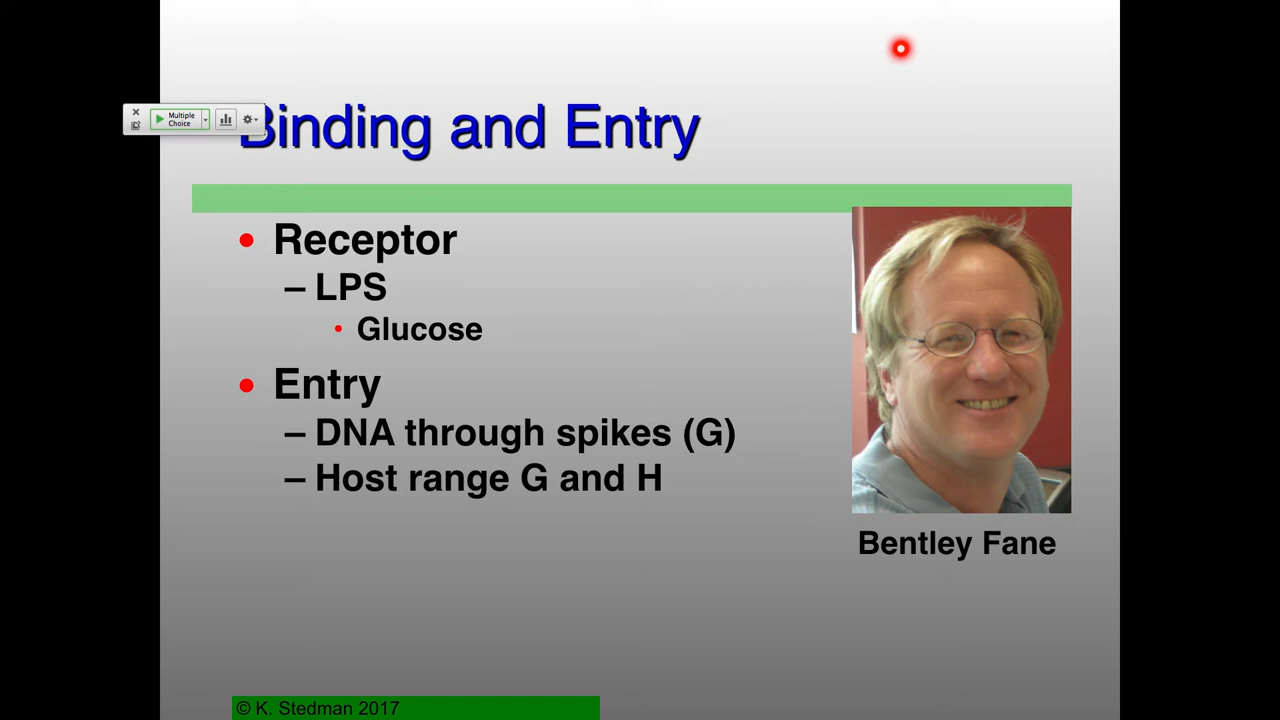 Multiple
Choice
Binding and Entry
• Receptor
– LPS
• Glucose
• Entry
– DNA through spikes (G)
– Host range G and H
Bentley Fane
© K. Stedman 2017